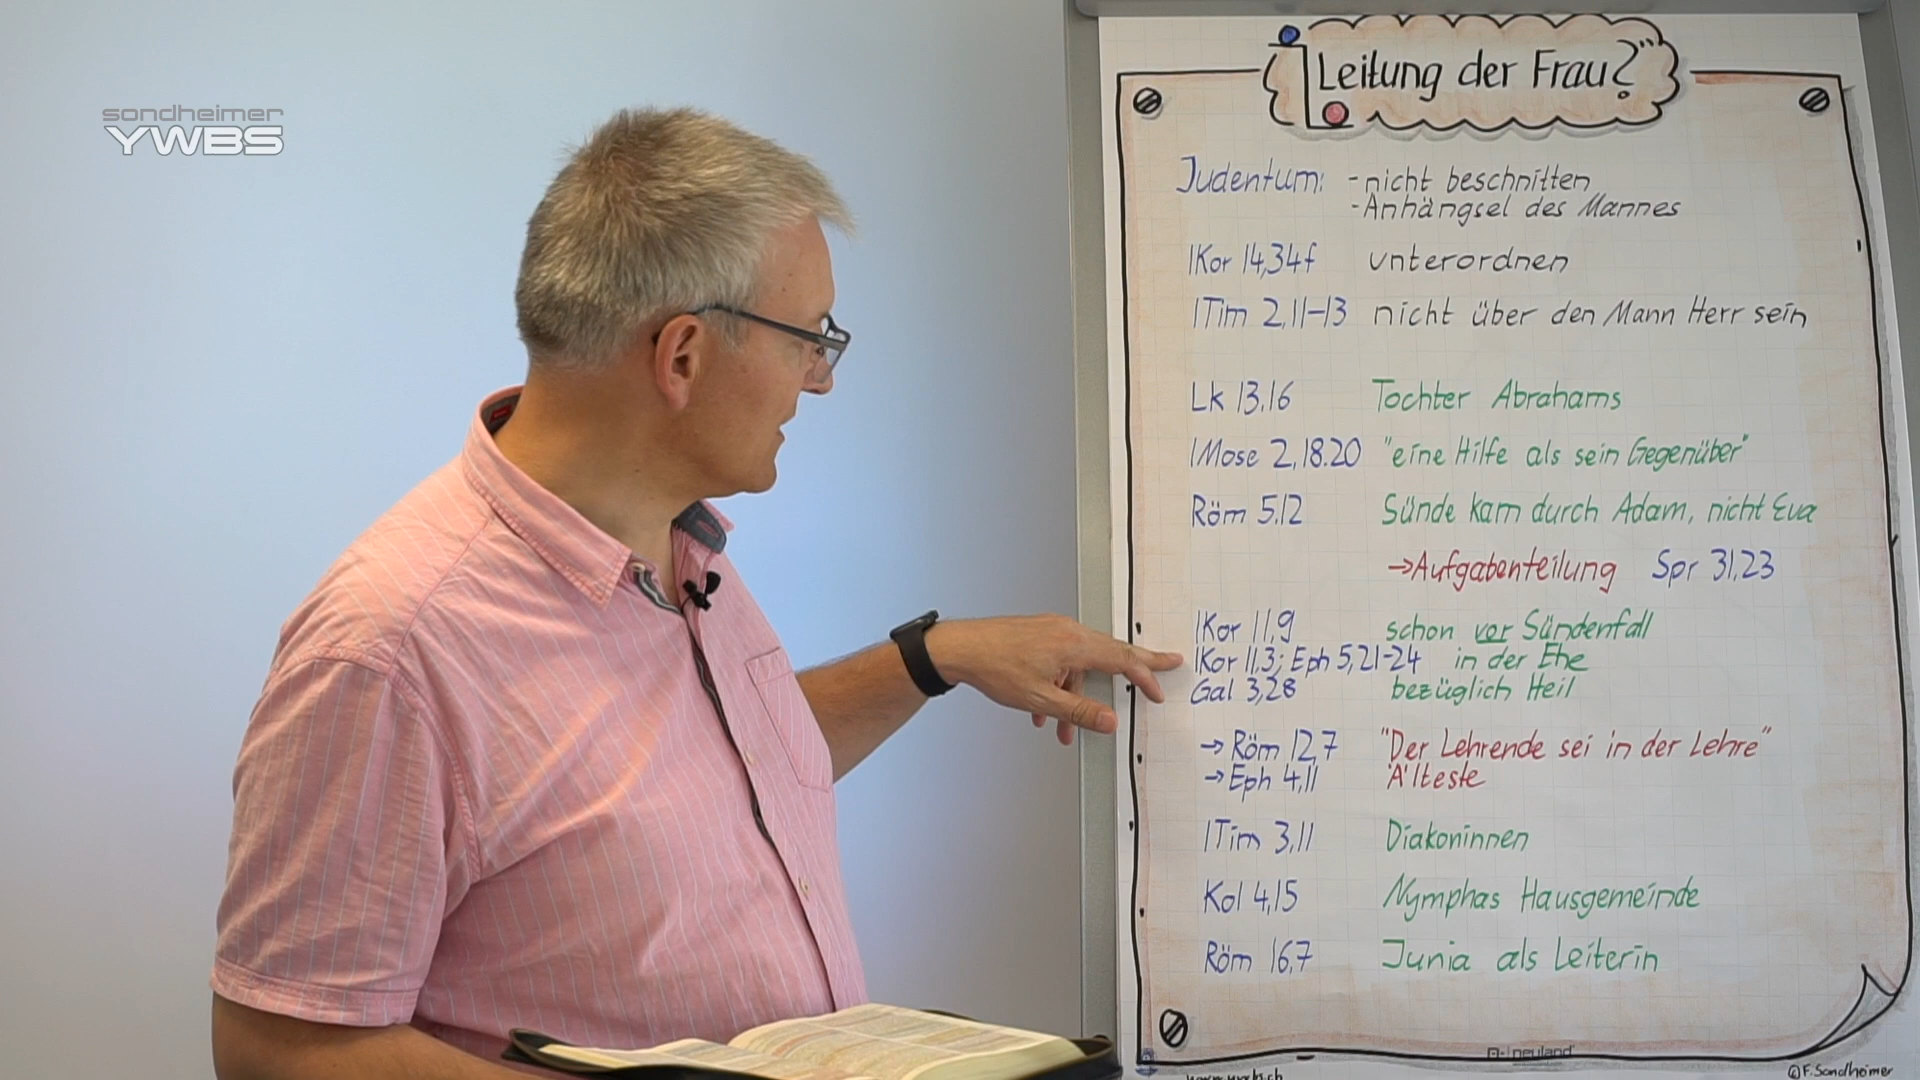 sondheimer
YWBS
Leitung der Frau?
Judentum: - nicht beschnitten
- Anhängsel des Mannes
1Kor 14,34f unterordnen
1Tim 2,11-13 nicht über den Mann Herr sein
Lk 13,16 Tochter Abrahams
1Mose 2,18.20 "eine Hilfe als sein Gegenüber"
Röm 5,12 Sünde kam durch Adam, nicht Eva
→Aufgabenteilung Spr 31,23
1Kor 11,9 schon vor Sündenfall
1Kor 11,3; Eph 5,21-24 in der Ehe
Gal 3,28 bezüglich Heil
→ Röm 12,7 "Der Lehrende sei in der Lehre"
→ Eph 4,11 Älteste
1Tim 3,11 Diakoninnen
Kol 4,15 Nymphas Hausgemeinde
Röm 16,7 Junia als Leiterin
neuland
©F.Sondheimer